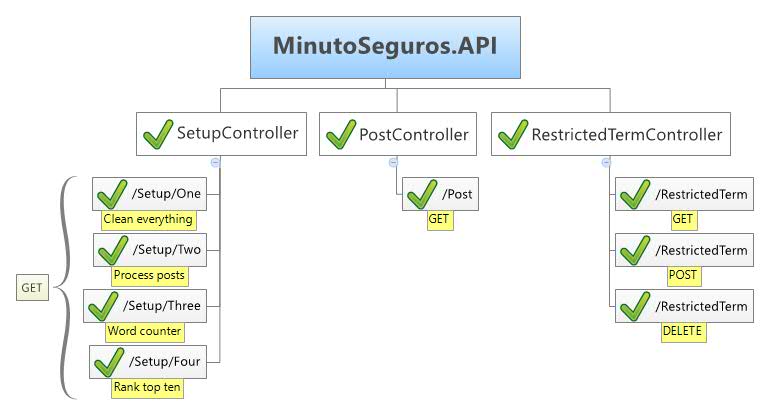 MinutoSeguros.API
SetupController
PostController
RestrictedTermController
GET
/Setup/One
Clean everything
/Setup/Two
Process posts
/Setup/Three
Word counter
/Setup/Four
Rank top ten
/Post
GET
/RestrictedTerm
GET
/RestrictedTerm
POST
/RestrictedTerm
DELETE